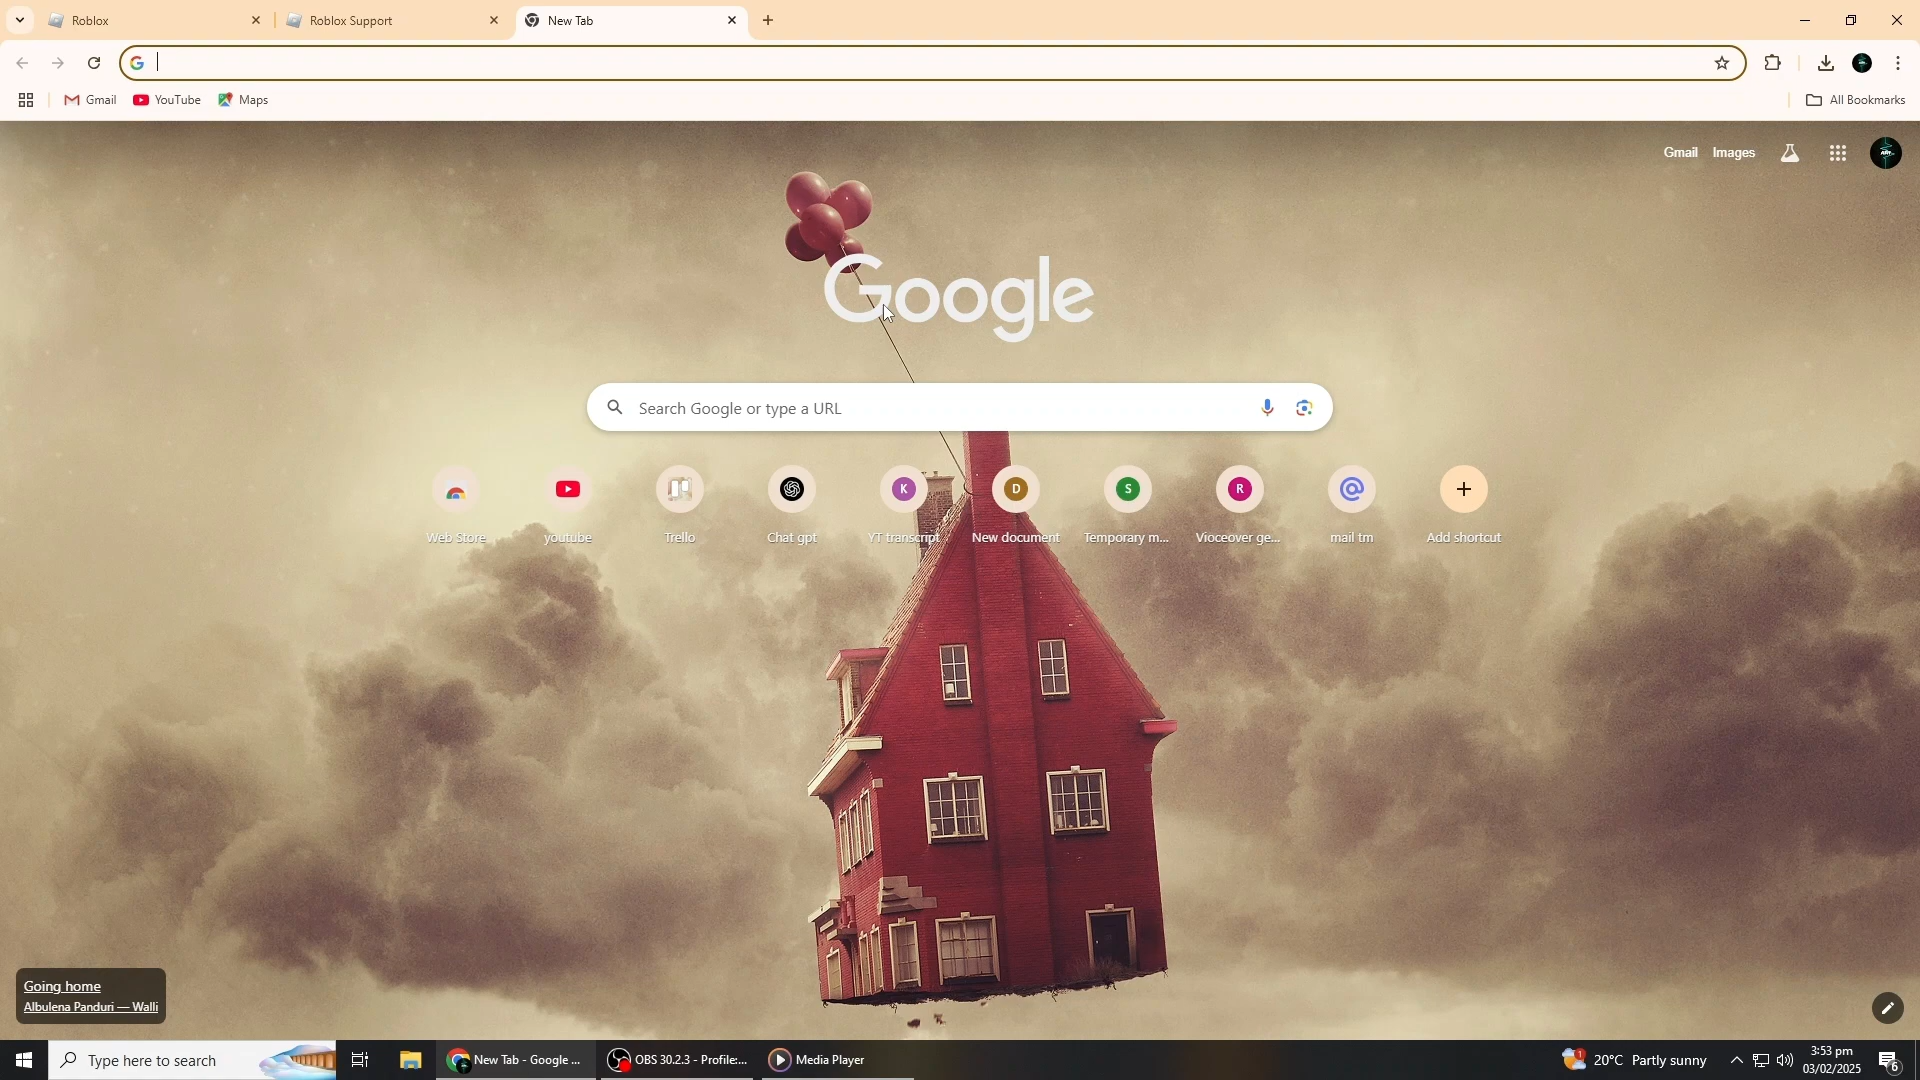 Roblox
Roblox Support
New Tab
Gmail
YouTube
Maps
All Bookmarks
Gmail
Images
Google
Search Google or type a URL
K
D
S
R
Web Store
youtube
Trello
Chat gpt
YT transcript
New document
Temporary m...
Vioceover ge...
mail tm
Add shortcut
Going home
Albulena Panduri — Walli
Type here to search
New Tab - Google ...
OBS 30.2.3 - Profile:...
Media Player
1
20°C Partly sunny
3:53 pm
03/02/2025
6